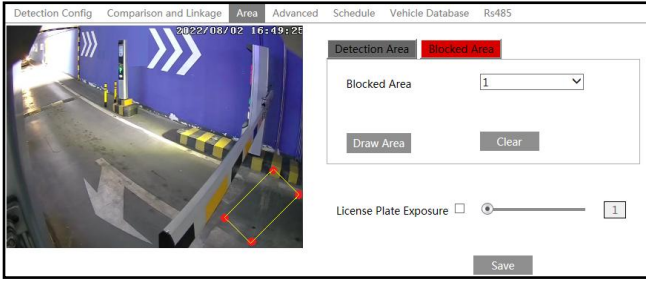 Detection Config Comparison and Linkage Area Advanced Schedule Vehicle Database Rs485
2022/08/02 16:49:25
Detection Area Blocked Area
Blocked Area 1
Draw Area Clear
License Plate Exposure 1
Save